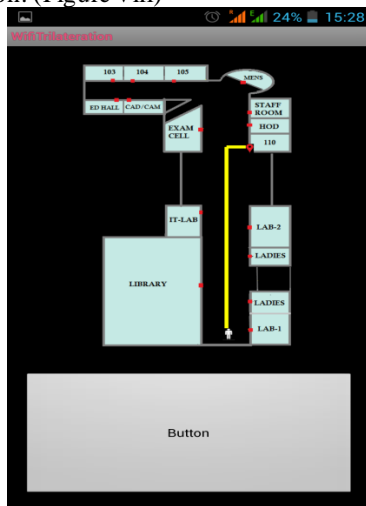 on. (Figure viii)
24% 15:28
WifiTrilateration
103 104 105
MENS
ED HALL CAD/CAM
STAFF
ROOM
EXAM
CELL
HOD
110
IT-LAB
LAB-2
LADIES
LIBRARY
LADIES
LAB-1
Button